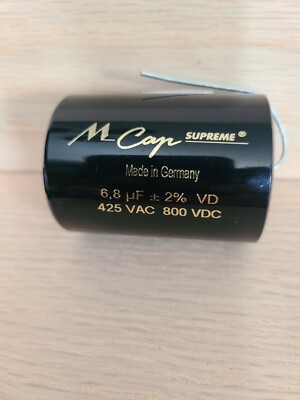 M Cap SUPREME®
Made in Germany
6,8 µF ± 2% VD
425 VAC 800 VDC